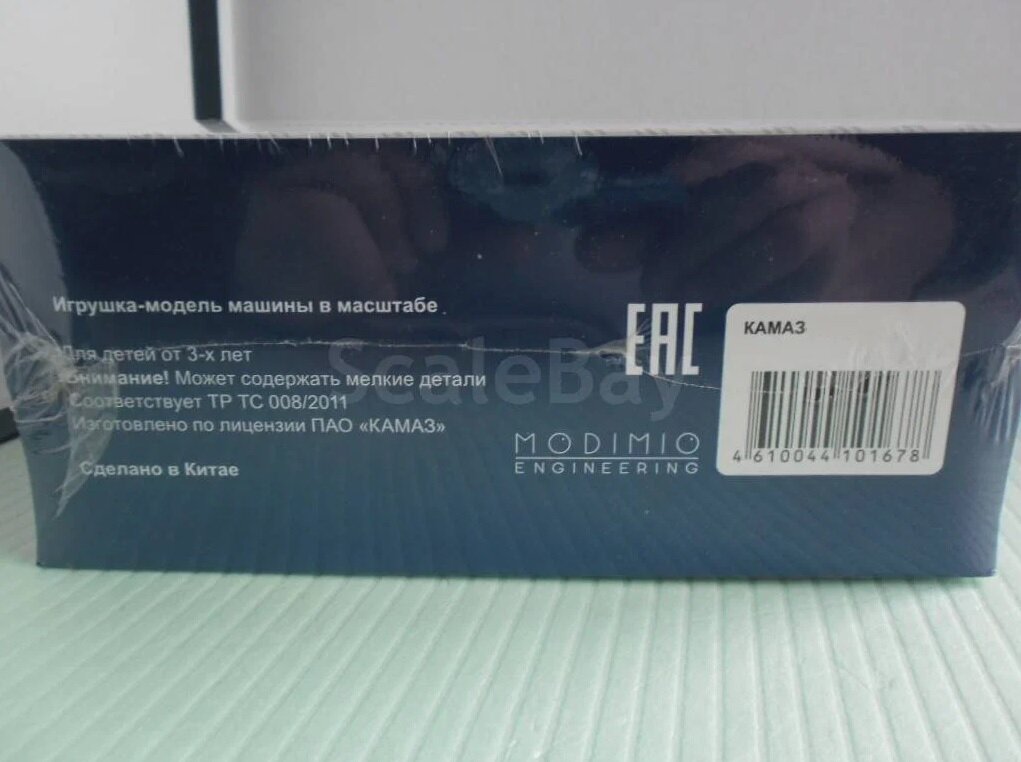 Игрушка-модель машины в масштабе
Для детей от 3-х лет
Внимание! Может содержать мелкие детали
Соответствует ТР ТС 008/2011
Изготовлено по лицензии ПАО «КАМАЗ»
Сделано в Китае
EAC
MODIMIO
ENGINEERING
КАМАЗ
4 610044 101678
ScaleBay